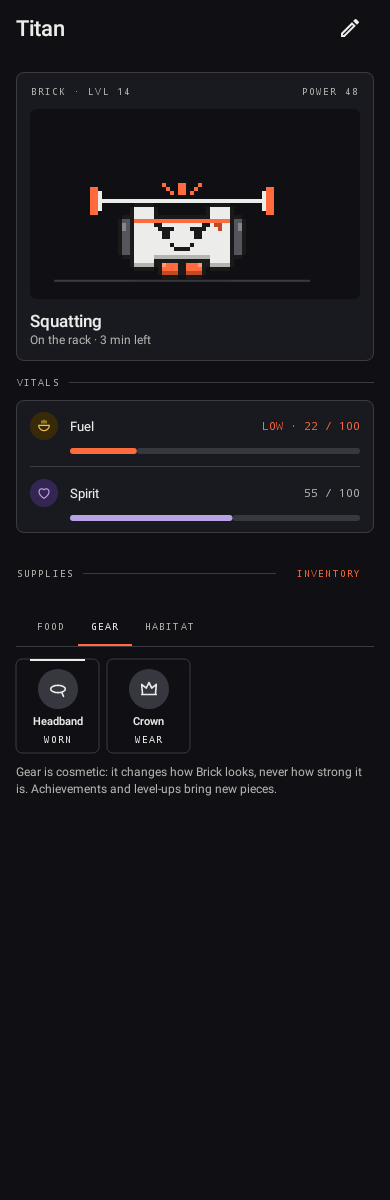 Titan
BRICK · LVL 14
POWER 48
Squatting
On the rack · 3 min left
VITALS
Fuel
LOW · 22 / 100
Spirit
55 / 100
SUPPLIES
INVENTORY
FOOD
GEAR
HABITAT
Headband
WORN
Crown
WEAR
Gear is cosmetic: it changes how Brick looks, never how strong it
is. Achievements and level-ups bring new pieces.